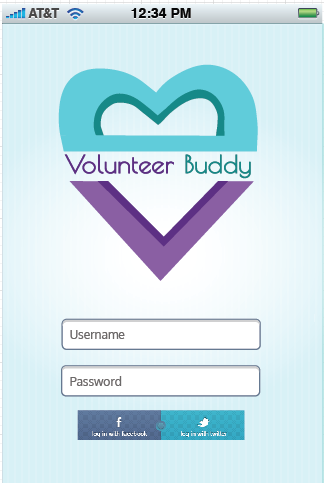 AT&T 12:34 PM
Volunteer Buddy
Username
Password
f
log in with facebook log in with twitter